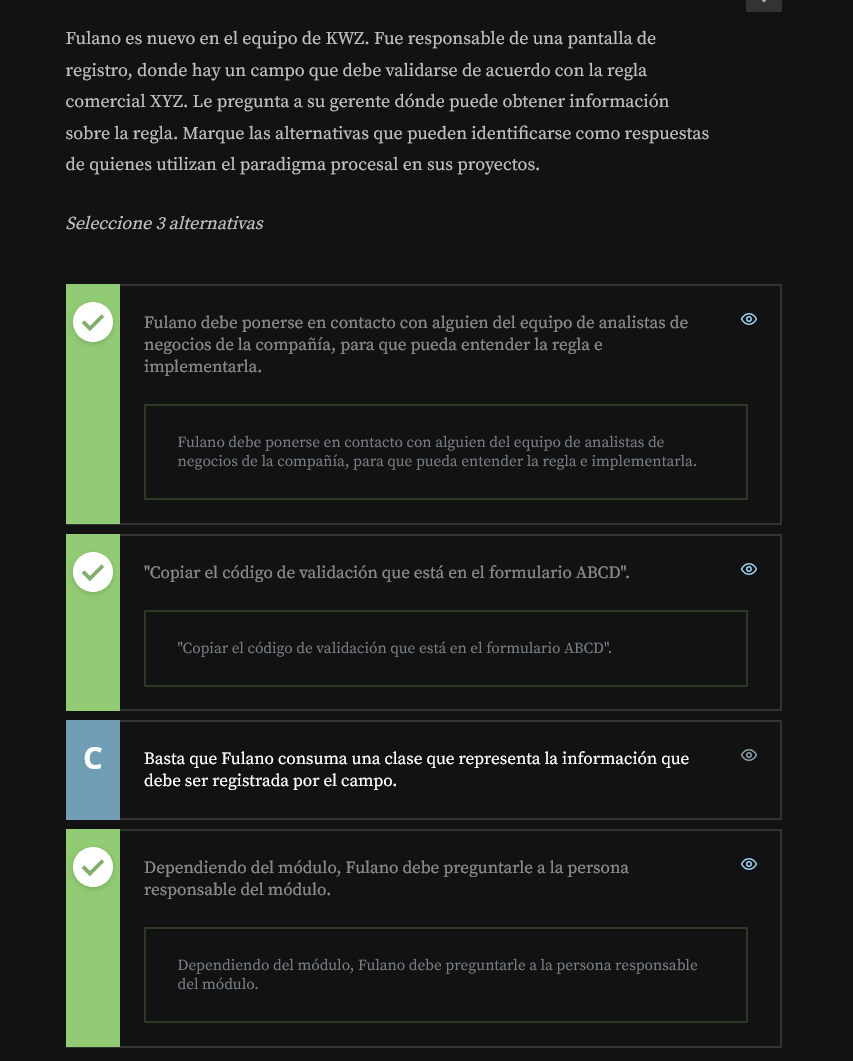 Fulano es nuevo en el equipo de KWZ. Fue responsable de una pantalla de
registro, donde hay un campo que debe validarse de acuerdo con la regla
comercial XYZ. Le pregunta a su gerente dónde puede obtener información
sobre la regla. Marque las alternativas que pueden identificarse como respuestas
de quienes utilizan el paradigma procesal en sus proyectos.
Seleccione 3 alternativas
Fulano debe ponerse en contacto con alguien del equipo de analistas de
negocios de la compañía, para que pueda entender la regla e
implementarla.
Fulano debe ponerse en contacto con alguien del equipo de analistas de
negocios de la compañía, para que pueda entender la regla e implementarla.
"Copiar el código de validación que está en el formulario ABCD".
"Copiar el código de validación que está en el formulario ABCD".
C
Basta que Fulano consuma una clase que representa la información que
debe ser registrada por el campo.
Dependiendo del módulo, Fulano debe preguntarle a la persona
responsable del módulo.
Dependiendo del módulo, Fulano debe preguntarle a la persona responsable
del módulo.